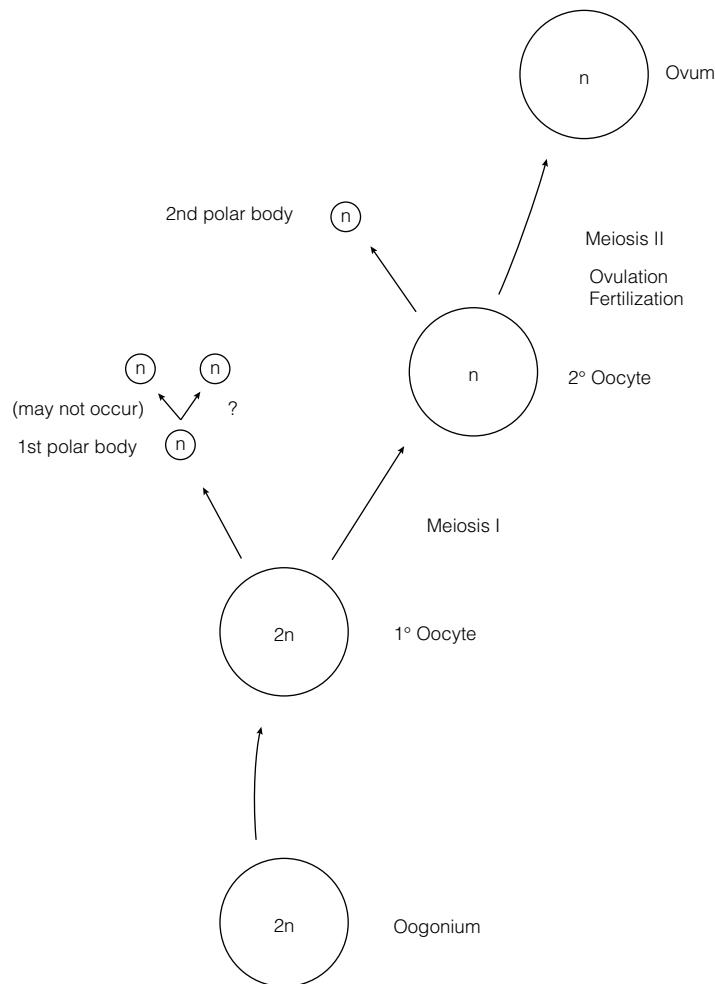 n
Ovum
2nd polar body
n
Meiosis II
Ovulation
Fertilization
n
n
n
2° Oocyte
(may not occur)
?
1st polar body
n
Meiosis I
2n
1° Oocyte
2n
Oogonium